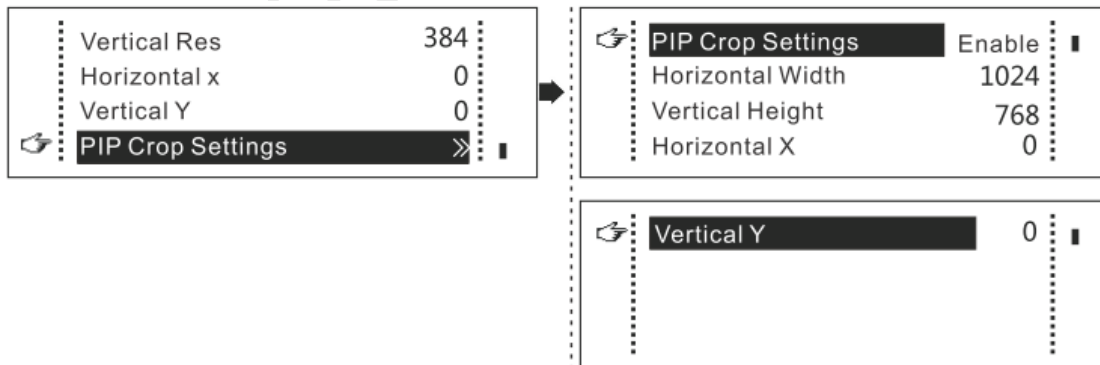 Vertical Res 384
Horizontal x 0
Vertical Y 0
PIP Crop Settings »
PIP Crop Settings Enable
Horizontal Width 1024
Vertical Height 768
Horizontal X 0
Vertical Y 0